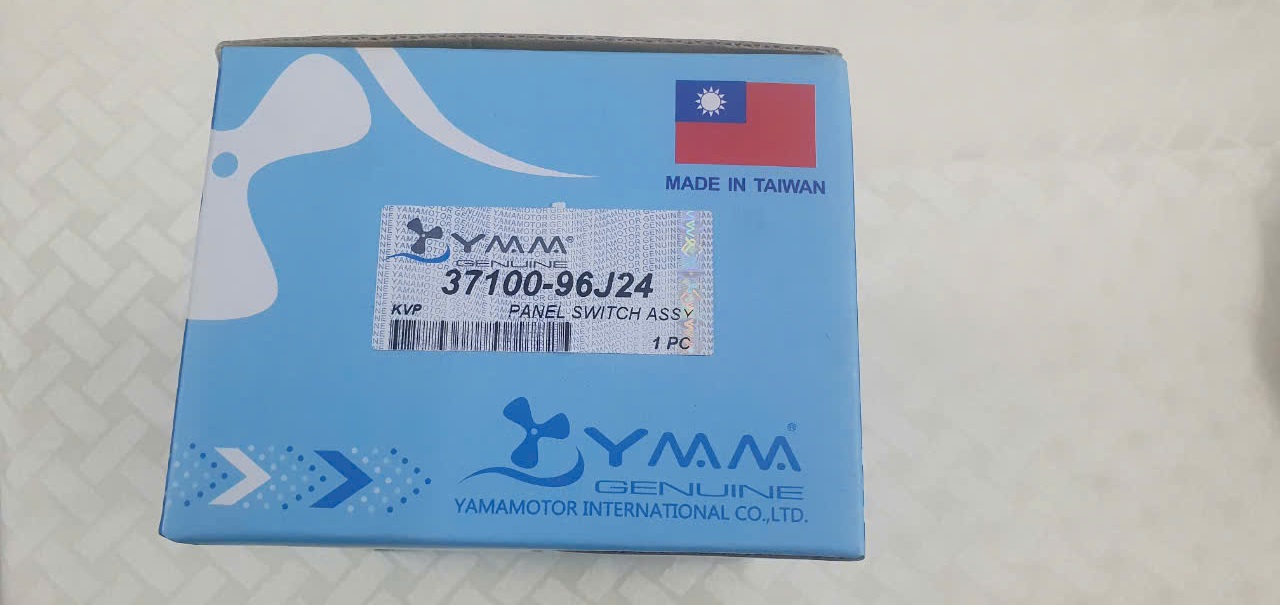 MADE IN TAIWAN
YMM®
GENUINE
37100-96J24
KVP
PANEL SWITCH ASSY
1 PC
YMM®
GENUINE
YAMAMOTOR INTERNATIONAL CO.,LTD.